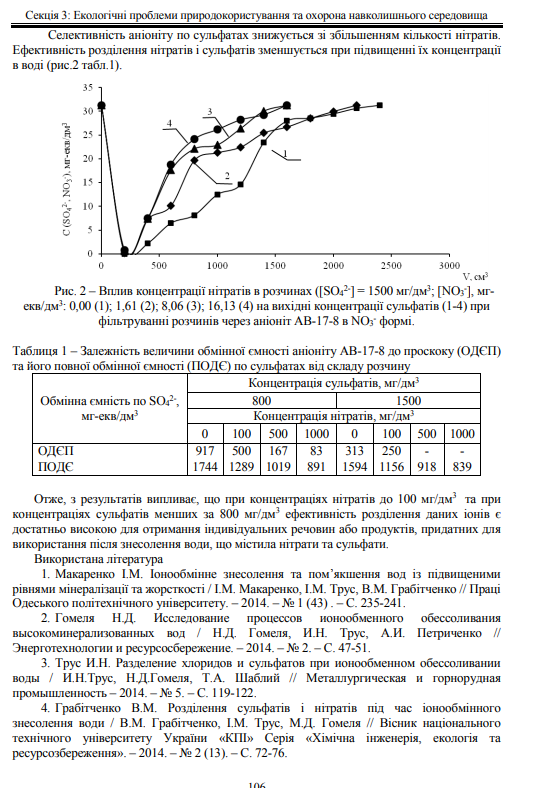 Секція 3: Екологічні проблеми природокористування та охорона навколишнього середовища
Селективність аніоніту по сульфатах знижується зі збільшенням кількості нітратів.
Ефективність розділення нітратів і сульфатів зменшується при підвищенні їх концентрації
в воді (рис.2 табл.1).
35
30
25
20
15
10
5
0
C (SO₄²⁻, NO₃⁻), мг-екв/дм³
4
3
2
1
0 500 1000 1500 2000 2500 3000
V, см³
Рис. 2 – Вплив концентрації нітратів в розчинах ([SO₄²⁻] = 1500 мг/дм³; [NO₃⁻], мг-
екв/дм³: 0,00 (1); 1,61 (2); 8,06 (3); 16,13 (4) на вихідні концентрації сульфатів (1-4) при
фільтруванні розчинів через аніоніт АВ-17-8 в NO₃⁻ формі.
Таблиця 1 – Залежність величини обмінної ємності аніоніту АВ-17-8 до проскоку (ОДЄП)
та його повної обмінної ємності (ПОДЄ) по сульфатах від складу розчину
Обмінна ємність по SO₄²⁻,
мг-екв/дм³
Концентрація сульфатів, мг/дм³
800 1500
Концентрація нітратів, мг/дм³
0 100 500 1000 0 100 500 1000
ОДЄП 917 500 167 83 313 250 - -
ПОДЄ 1744 1289 1019 891 1594 1156 918 839
Отже, з результатів випливає, що при концентраціях нітратів до 100 мг/дм³ та при
концентраціях сульфатів менших за 800 мг/дм³ ефективність розділення даних іонів є
достатньо високою для отримання індивідуальних речовин або продуктів, придатних для
використання після знесолення води, що містила нітрати та сульфати.
Використана література
1. Макаренко І.М. Іонообмінне знесолення та пом’якшення вод із підвищеними
рівнями мінералізації та жорсткості / І.М. Макаренко, І.М. Трус, В.М. Грабітченко // Праці
Одеського політехнічного університету. – 2014. – № 1 (43) . – С. 235-241.
2. Гомеля Н.Д. Исследование процессов ионообменного обессоливания
высокоминерализованных вод / Н.Д. Гомеля, И.Н. Трус, А.И. Петриченко //
Энерготехнологии и ресурсосбережение. – 2014. – № 2. – С. 47-51.
3. Трус И.Н. Разделение хлоридов и сульфатов при ионообменном обессоливании
воды / И.Н.Трус, Н.Д.Гомеля, Т.А. Шаблий // Металлургическая и горнорудная
промышленность – 2014. – № 5. – С. 119-122.
4. Грабітченко В.М. Розділення сульфатів і нітратів під час іонообмінного
знесолення води / В.М. Грабітченко, І.М. Трус, М.Д. Гомеля // Вісник національного
технічного університету України «КПІ» Серія «Хімічна інженерія, екологія та
ресурсозбереження». – 2014. – № 2 (13). – С. 72-76.
106